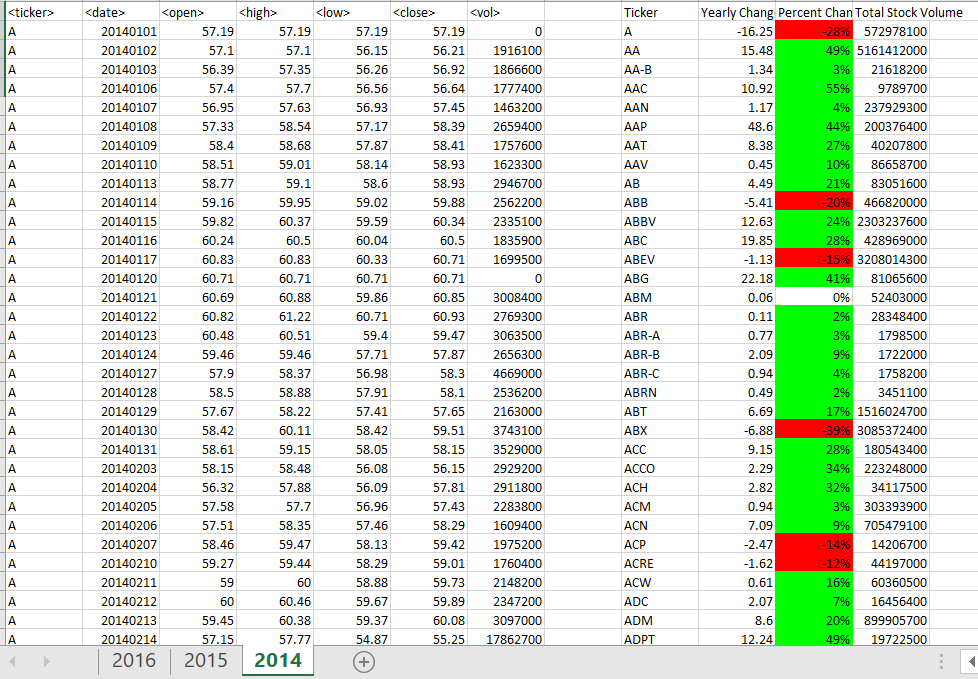 <ticker> <date> <open> <high> <low> <close> <vol> Ticker Yearly Chang Percent Chan Total Stock Volume
A 20140101 57.19 57.19 57.19 57.19 0 A -16.25 -28% 572978100
A 20140102 57.1 57.1 56.15 56.21 1916100 AA 15.48 49% 5161412000
A 20140103 56.39 57.35 56.26 56.92 1866600 AA-B 1.34 3% 21618200
A 20140106 57.4 57.7 56.56 56.64 1777400 AAC 10.92 55% 9789700
A 20140107 56.95 57.63 56.93 57.45 1463200 AAN 1.17 4% 237929300
A 20140108 57.33 58.54 57.17 58.39 2659400 AAP 48.6 44% 200376400
A 20140109 58.4 58.68 57.87 58.41 1757600 AAT 8.38 27% 40207800
A 20140110 58.51 59.01 58.14 58.93 1623300 AAV 0.45 10% 86658700
A 20140113 58.77 59.1 58.6 58.93 2946700 AB 4.49 21% 83051600
A 20140114 59.16 59.95 59.02 59.88 2562200 ABB -5.41 -20% 466820000
A 20140115 59.82 60.37 59.59 60.34 2335100 ABBV 12.63 24% 2303237600
A 20140116 60.24 60.5 60.04 60.5 1835900 ABC 19.85 28% 428969000
A 20140117 60.83 60.83 60.33 60.71 1699500 ABEV -1.13 -15% 3208014300
A 20140120 60.71 60.71 60.71 60.71 0 ABG 22.18 41% 81065600
A 20140121 60.69 60.88 59.86 60.85 3008400 ABM 0.06 0% 52403000
A 20140122 60.82 61.22 60.71 60.93 2769300 ABR 0.11 2% 28348400
A 20140123 60.48 60.51 59.4 59.47 3063500 ABR-A 0.77 3% 1798500
A 20140124 59.46 59.46 57.71 57.87 2656300 ABR-B 2.09 9% 1722000
A 20140127 57.9 58.37 56.98 58.3 4669000 ABR-C 0.94 4% 1758200
A 20140128 58.5 58.88 57.91 58.1 2536200 ABRN 0.49 2% 3451100
A 20140129 57.67 58.22 57.41 57.65 2163000 ABT 6.69 17% 1516024700
A 20140130 58.42 60.11 58.42 59.51 3743100 ABX -6.88 -39% 3085372400
A 20140131 58.61 59.15 58.05 58.15 3529000 ACC 9.15 28% 180543400
A 20140203 58.15 58.48 56.08 56.15 2929200 ACCO 2.29 34% 223248000
A 20140204 56.32 57.88 56.09 57.81 2911800 ACH 2.82 32% 34117500
A 20140205 57.58 57.7 56.96 57.43 2283800 ACM 0.94 3% 303393900
A 20140206 57.51 58.35 57.46 58.29 1609400 ACN 7.09 9% 705479100
A 20140207 58.46 59.47 58.13 59.42 1975200 ACP -2.47 -14% 14206700
A 20140210 59.27 59.44 58.29 59.01 1760400 ACRE -1.62 -12% 44197000
A 20140211 59 60 58.88 59.73 2148200 ACW 0.61 16% 60360500
A 20140212 60 60.46 59.67 59.89 2347200 ADC 2.07 7% 16456400
A 20140213 59.45 60.38 59.37 60.08 3097000 ADM 8.6 20% 899905700
A 20140214 57.15 57.77 54.87 55.25 17862700 ADPT 12.24 49% 19722500
2016 2015 2014